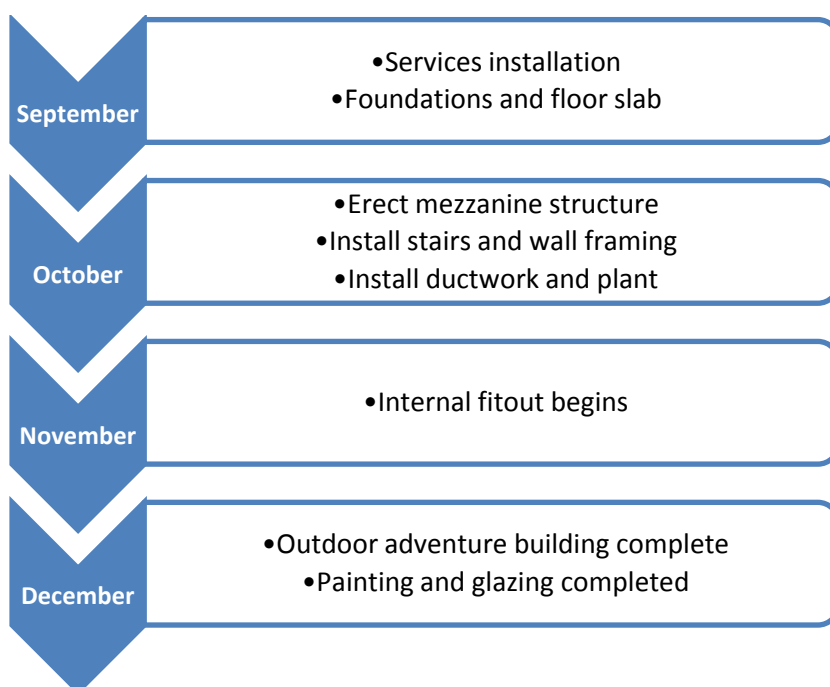 September
•Services installation
•Foundations and floor slab
October
•Erect mezzanine structure
•Install stairs and wall framing
•Install ductwork and plant
November
•Internal fitout begins
December
•Outdoor adventure building complete
•Painting and glazing completed